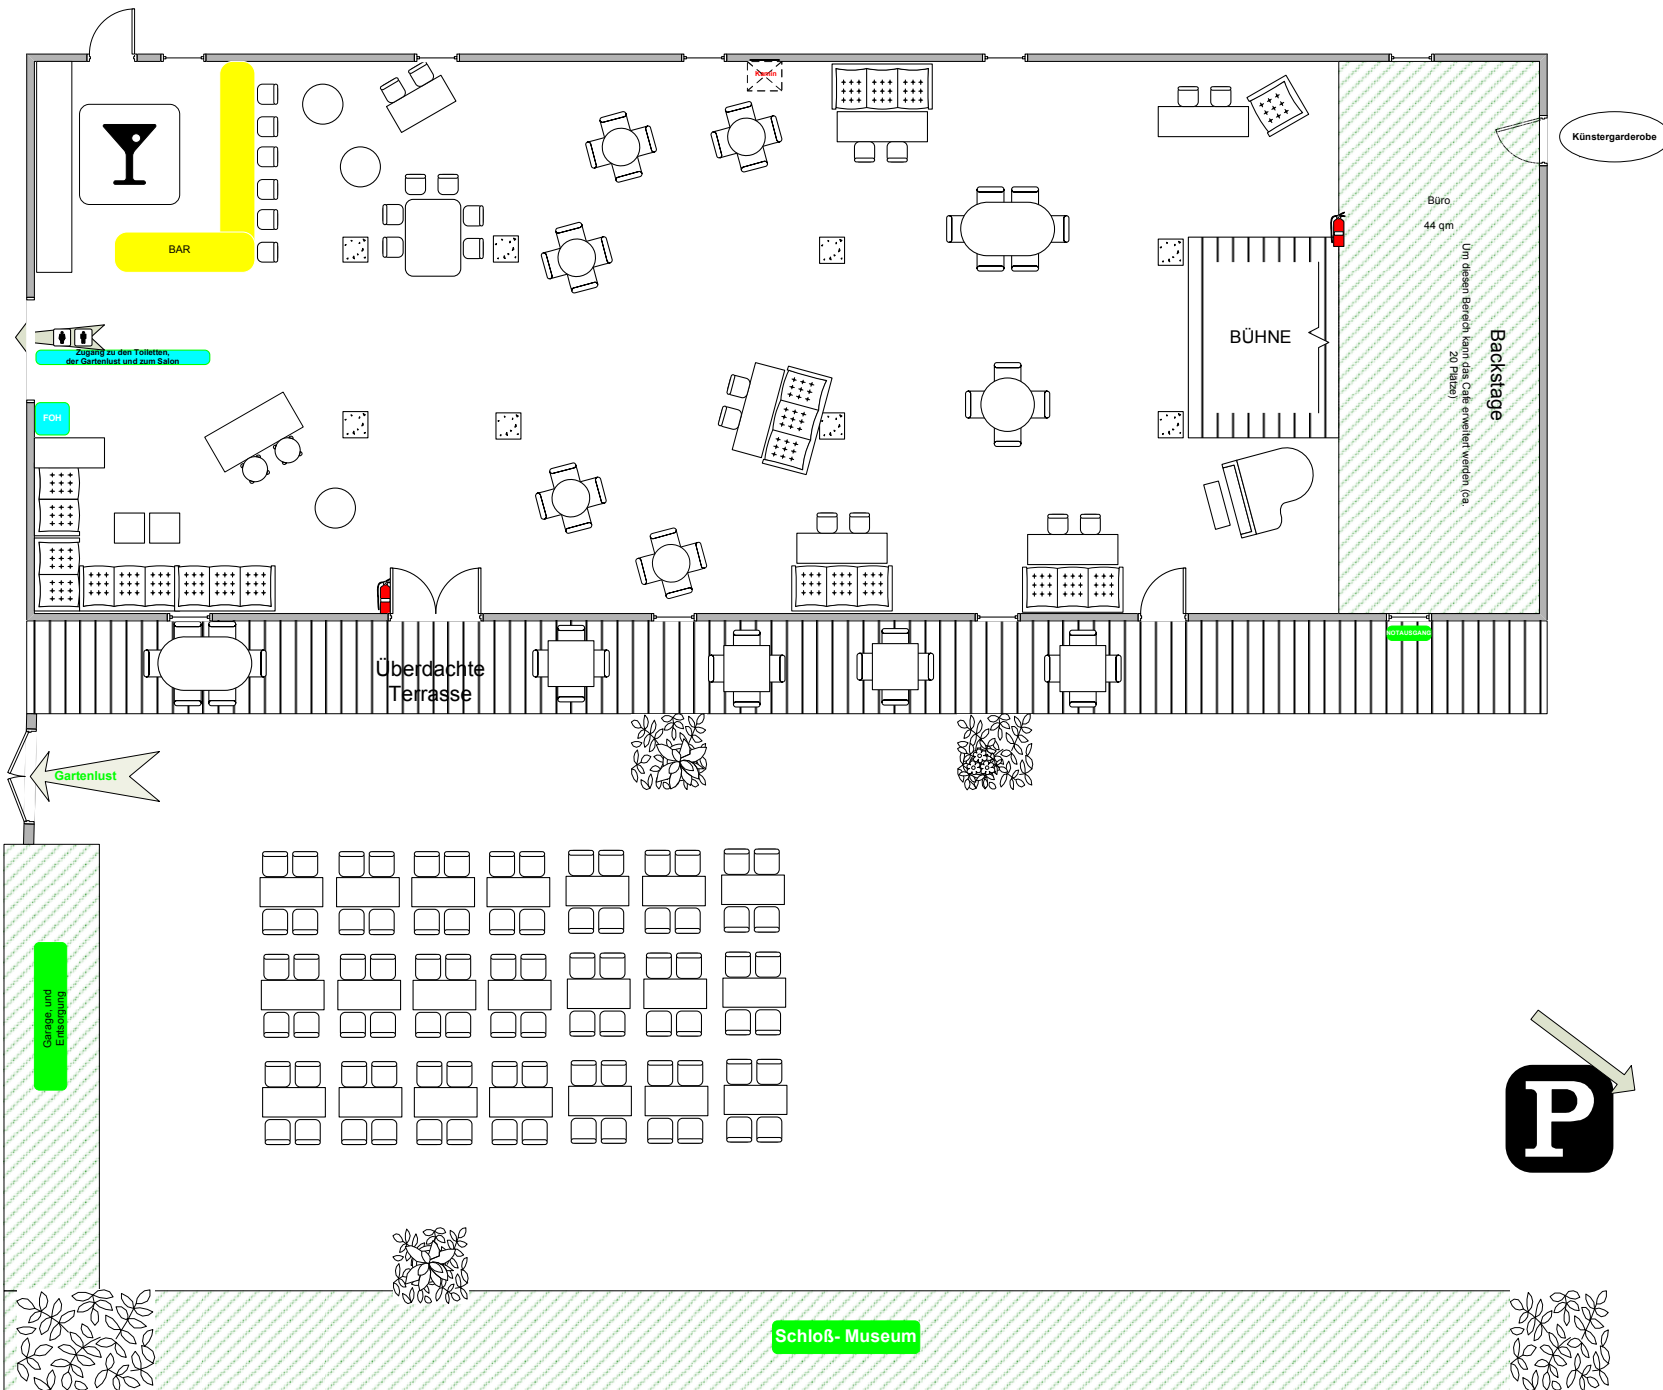 Kamin
Künstergarderobe
Büro
44 qm
BAR
Um diesen Bereich kann das Cafe erweitert werden (ca.
20 Plätze)
Backstage
BÜHNE
Zugang zu den Toiletten,
der Gartenlust und zum Salon
FOH
NOTAUSGANG
Überdachte
Terrasse
Gartenlust
Garage, und
Entsorgung
P
Schloß- Museum